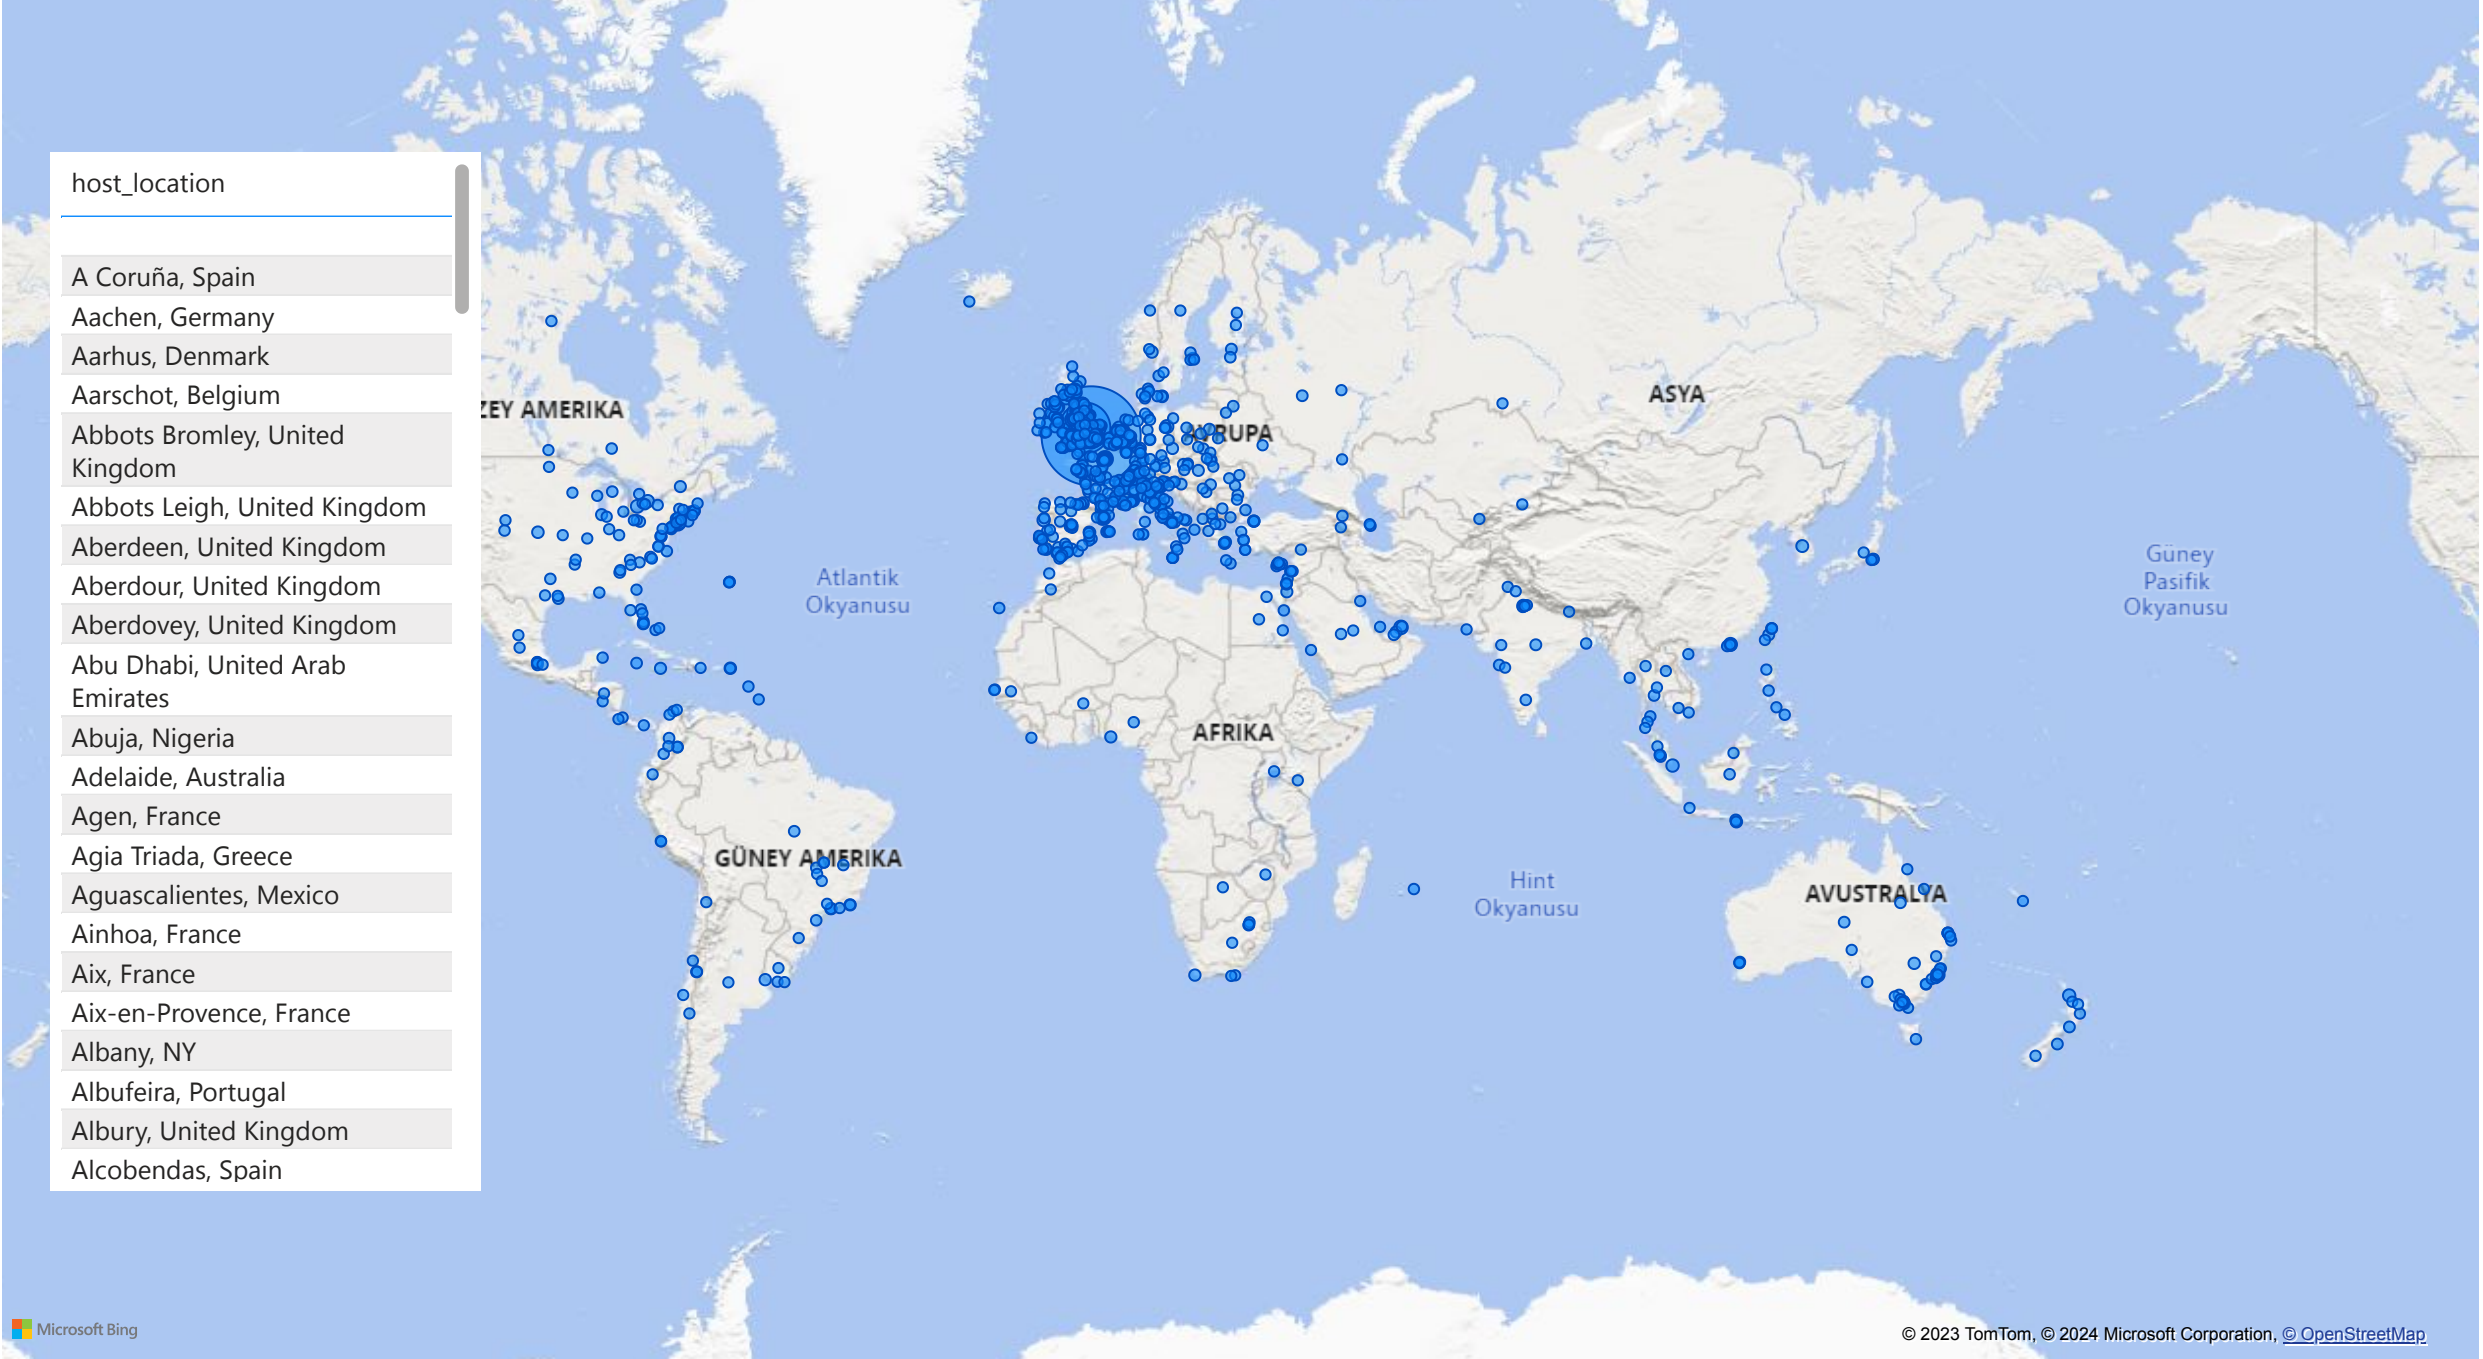 host_location
A Coruña, Spain
Aachen, Germany
Aarhus, Denmark
Aarschot, Belgium
Abbots Bromley, United
Kingdom
Abbots Leigh, United Kingdom
Aberdeen, United Kingdom
Aberdour, United Kingdom
Aberdovey, United Kingdom
Abu Dhabi, United Arab
Emirates
Abuja, Nigeria
Adelaide, Australia
Agen, France
Agia Triada, Greece
Aguascalientes, Mexico
Ainhoa, France
Aix, France
Aix-en-Provence, France
Albany, NY
Albufeira, Portugal
Albury, United Kingdom
Alcobendas, Spain
ZEY AMERIKA
Atlantik
Okyanusu
GÜNEY AMERIKA
AVRUPA
AFRIKA
ASYA
Hint
Okyanusu
AVUSTRALYA
Güney
Pasifik
Okyanusu
Microsoft Bing
© 2023 TomTom, © 2024 Microsoft Corporation, © OpenStreetMap